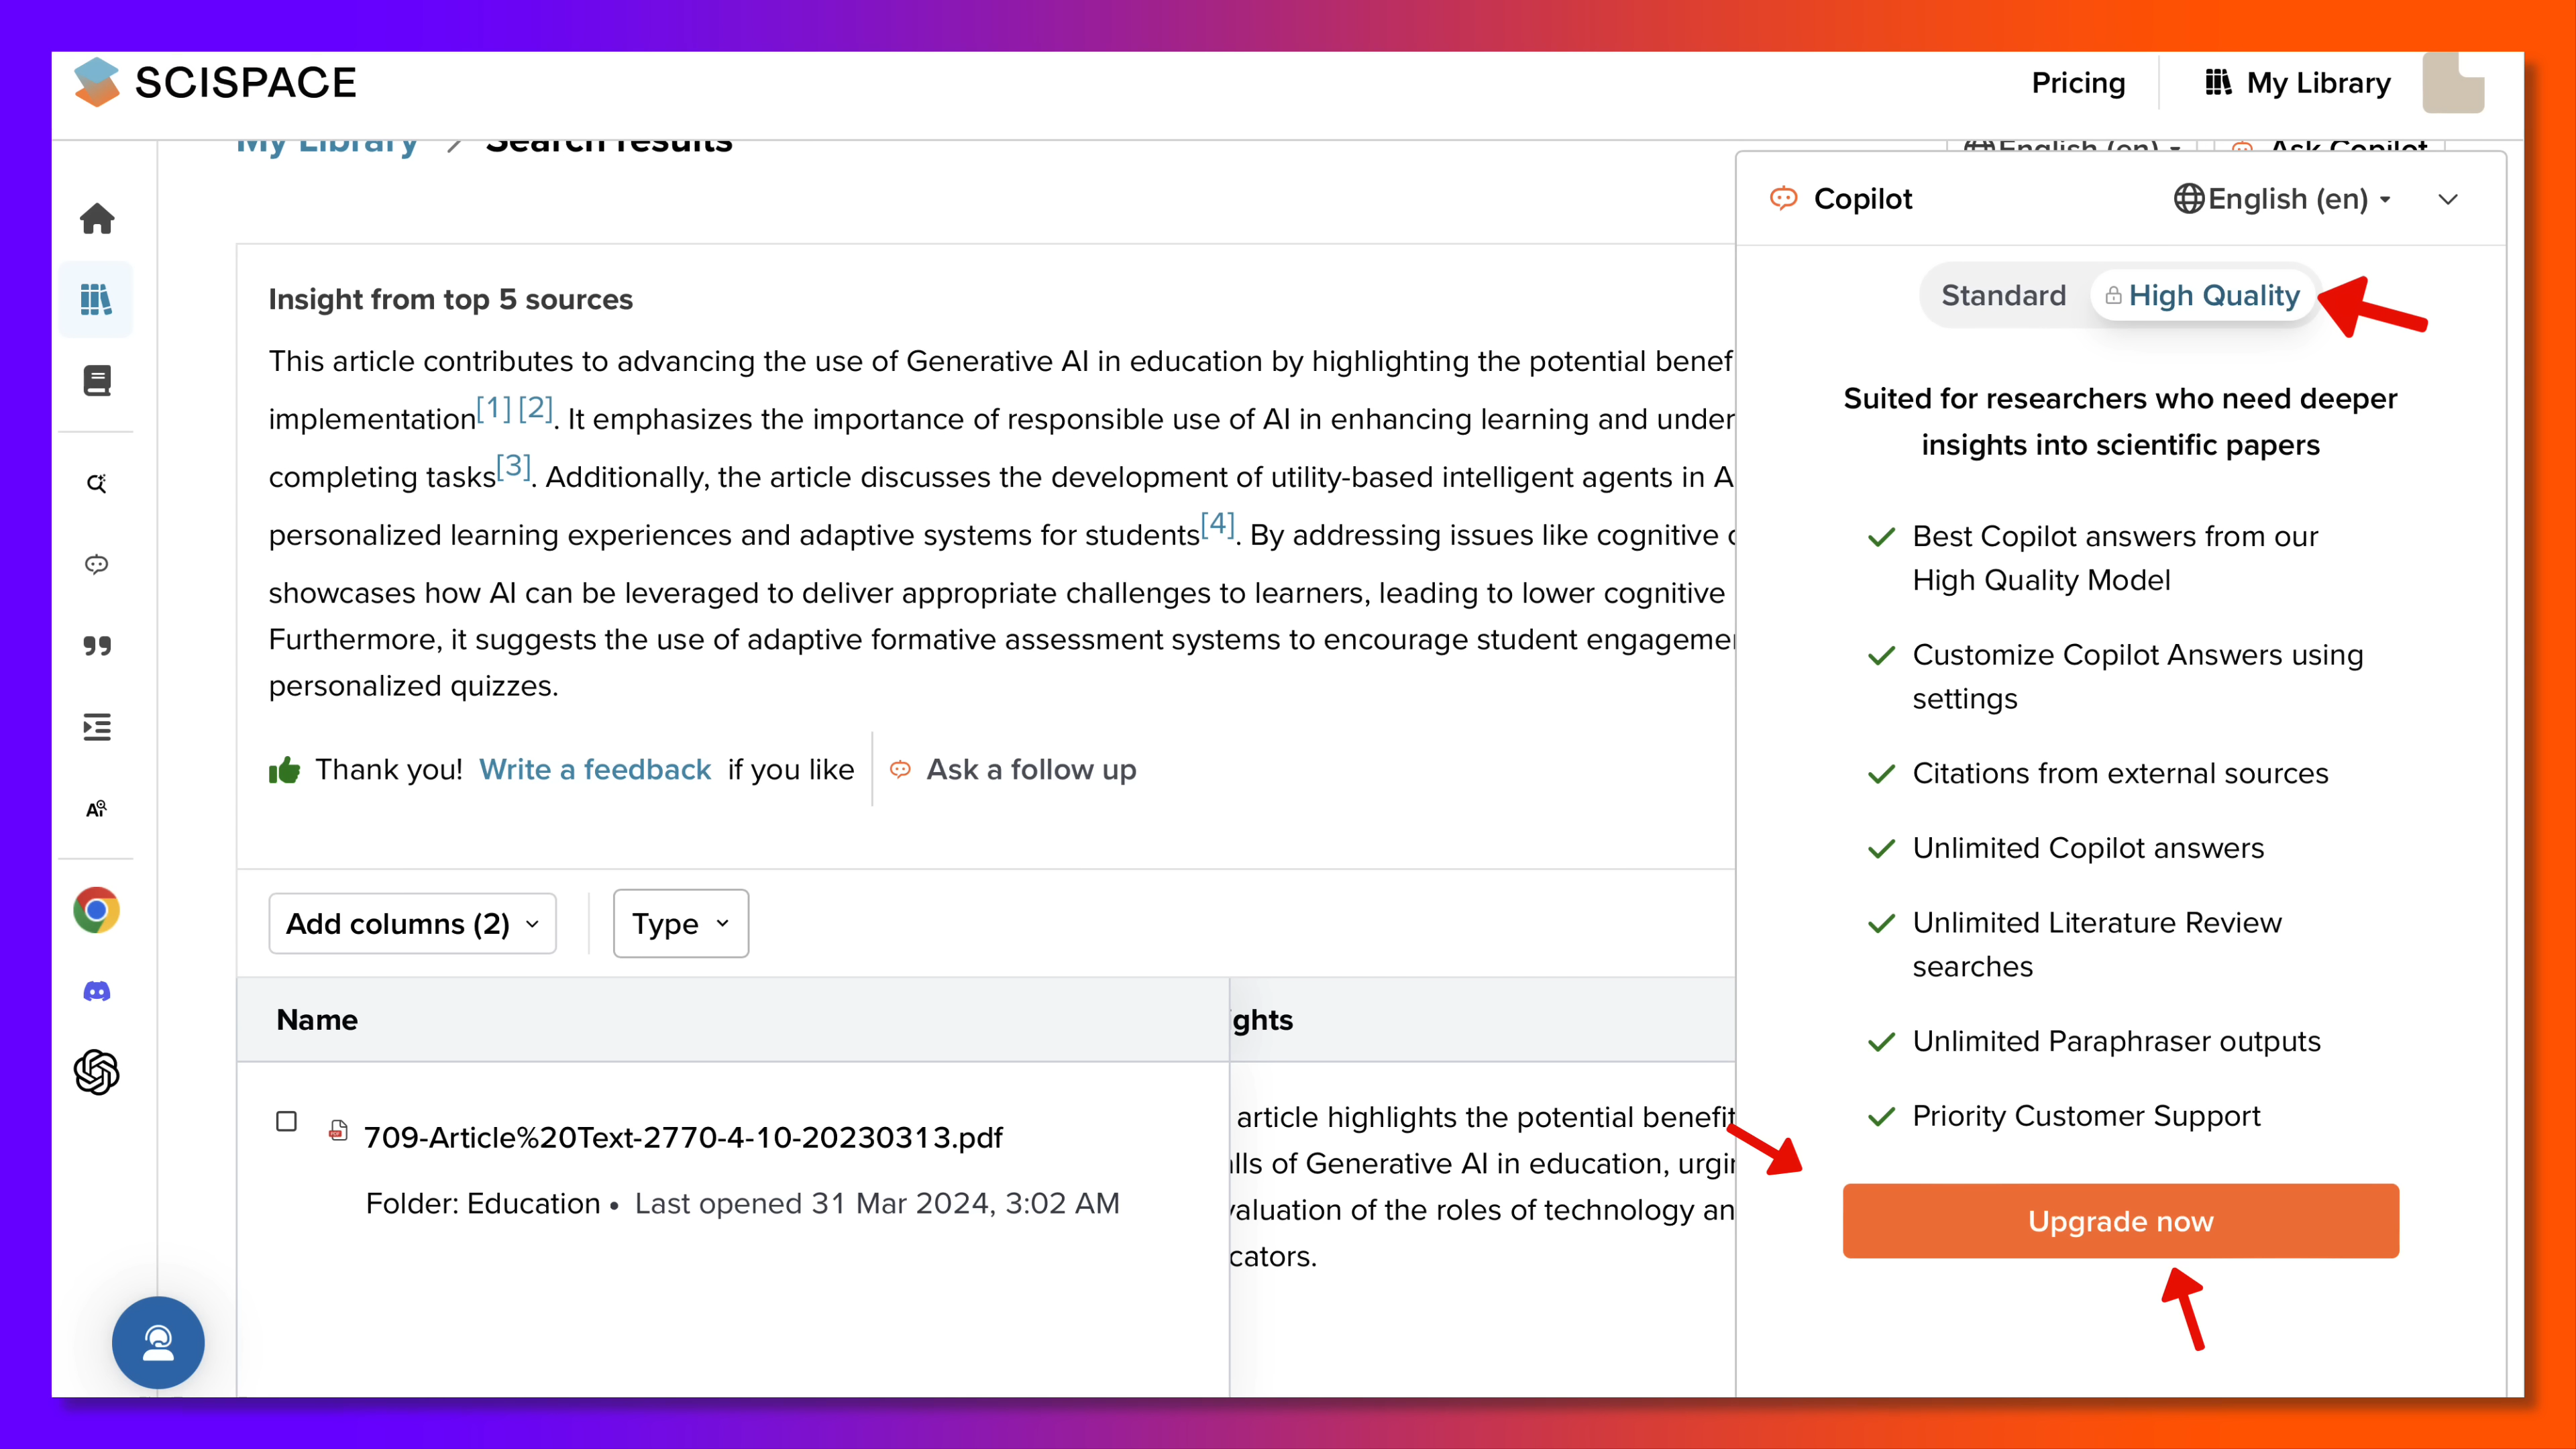 SCISPACE
Pricing
My Library
My Library / Search results
English (en)
Ask Copilot
Insight from top 5 sources
This article contributes to advancing the use of Generative AI in education by highlighting the potential benef
implementation[1] [2]. It emphasizes the importance of responsible use of AI in enhancing learning and under
completing tasks[3]. Additionally, the article discusses the development of utility-based intelligent agents in A
personalized learning experiences and adaptive systems for students[4]. By addressing issues like cognitive
showcases how AI can be leveraged to deliver appropriate challenges to learners, leading to lower cognitive
Furthermore, it suggests the use of adaptive formative assessment systems to encourage student engagemen
personalized quizzes.
Thank you! Write a feedback if you like
Ask a follow up
Add columns (2)
Type
Name
ghts
709-Article%20Text-2770-4-10-20230313.pdf
Folder: Education • Last opened 31 Mar 2024, 3:02 AM
article highlights the potential benefit
lls of Generative AI in education, urgin
aluation of the roles of technology an
cators.
Copilot
English (en)
Standard
High Quality
Suited for researchers who need deeper
insights into scientific papers
Best Copilot answers from our
High Quality Model
Customize Copilot Answers using
settings
Citations from external sources
Unlimited Copilot answers
Unlimited Literature Review
searches
Unlimited Paraphraser outputs
Priority Customer Support
Upgrade now